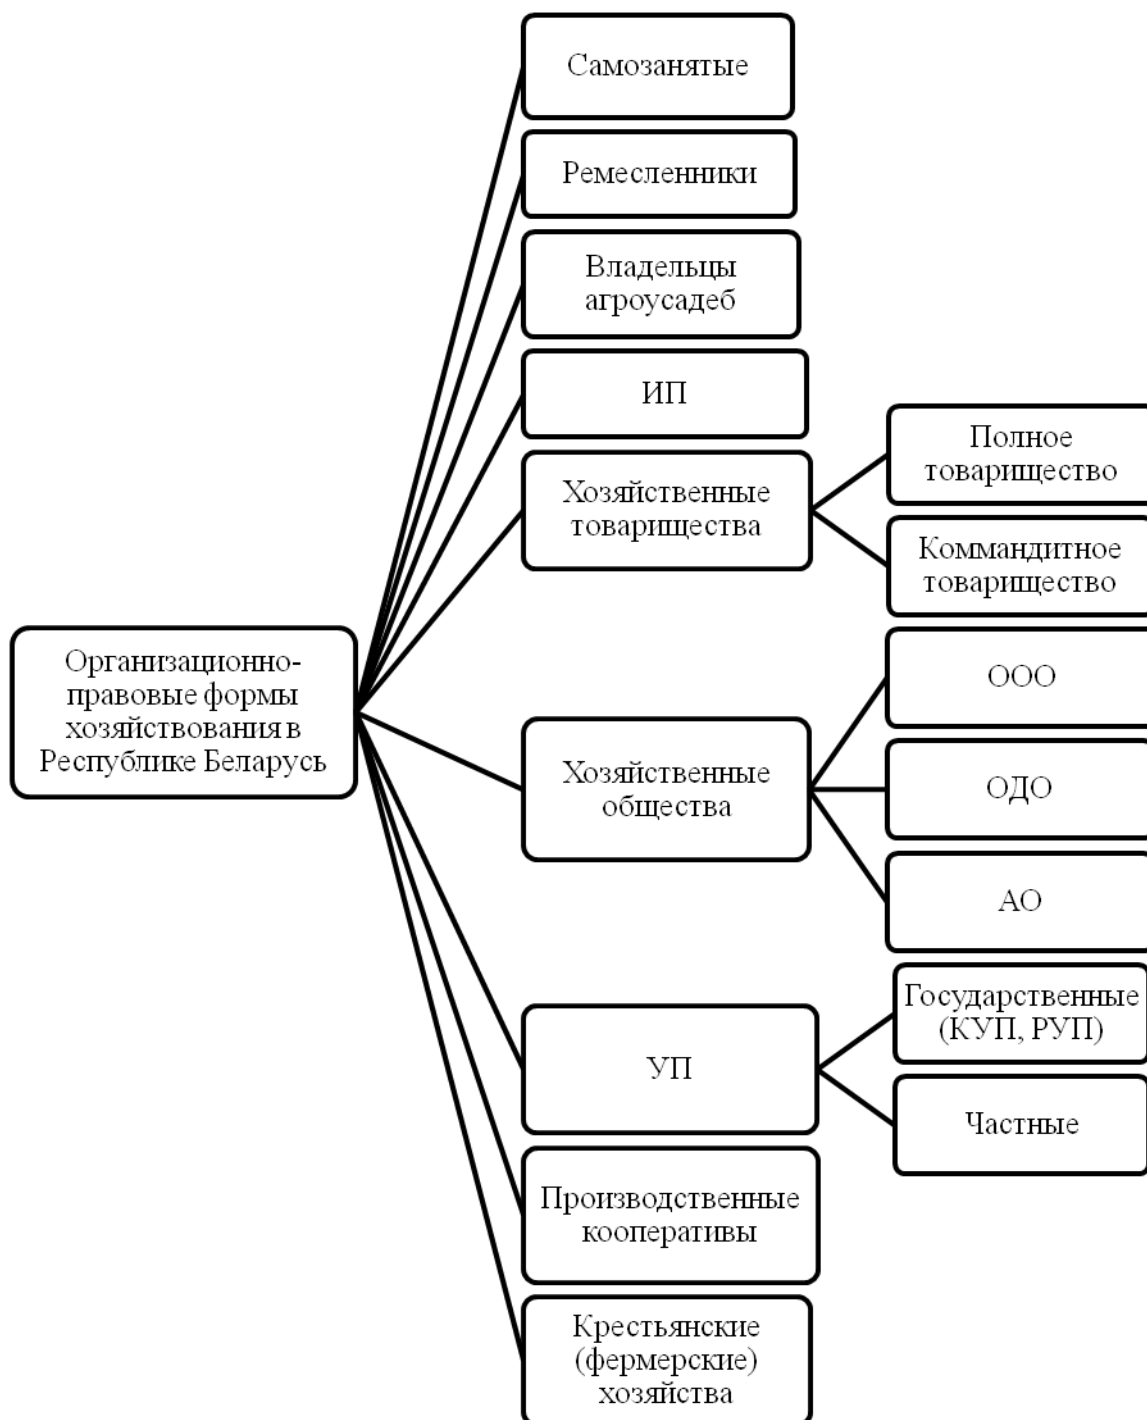 Самозанятые
Ремесленники
Владельцы
агроусадеб
ИП
Хозяйственные
товарищества
Полное
товарищество
Коммандитное
товарищество
Организационно-
правовые формы
хозяйствования в
Республике Беларусь
Хозяйственные
общества
ООО
ОДО
АО
УП
Государственные
(КУП, РУП)
Частные
Производственные
кооперативы
Крестьянские
(фермерские)
хозяйства